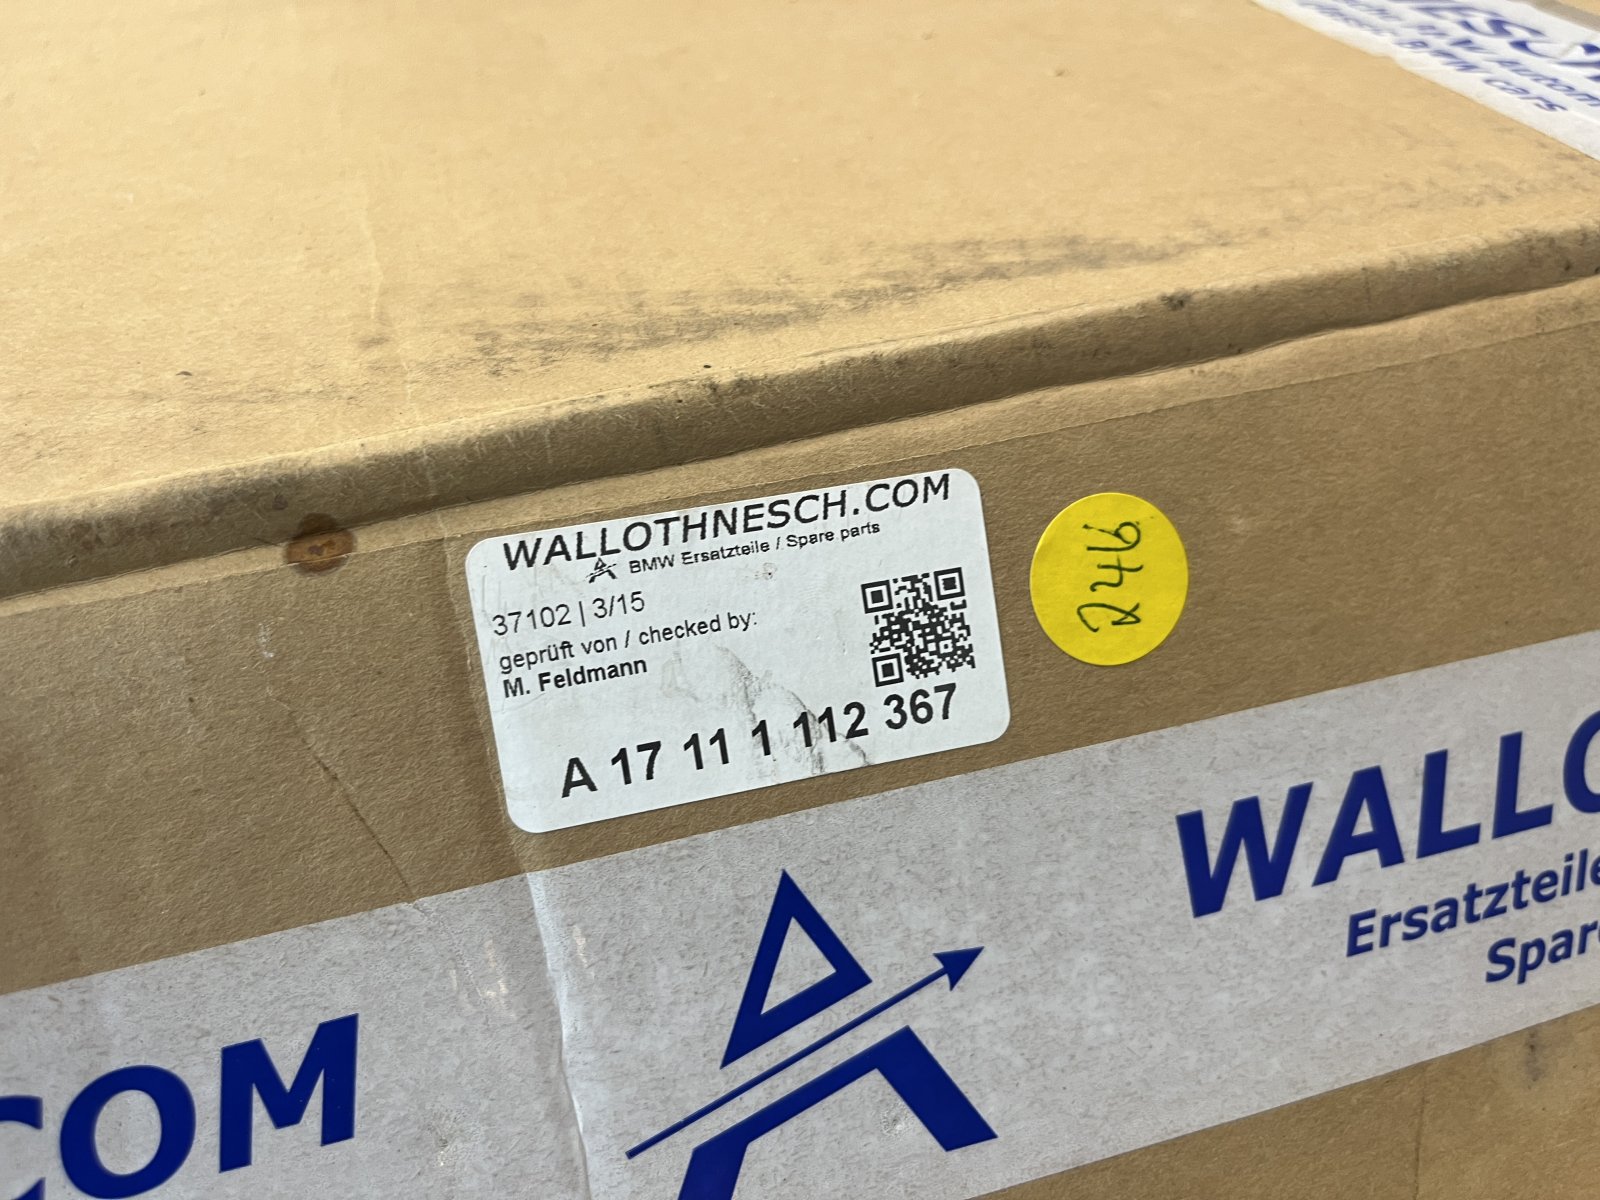 WALLOTHNESCH.COM
BMW Ersatzteile / Spare parts
37102 | 3/15
geprüft von / checked by:
M. Feldmann
A 17 11 1 112 367
COM
WALLO
Ersatzteile
Spare
cars